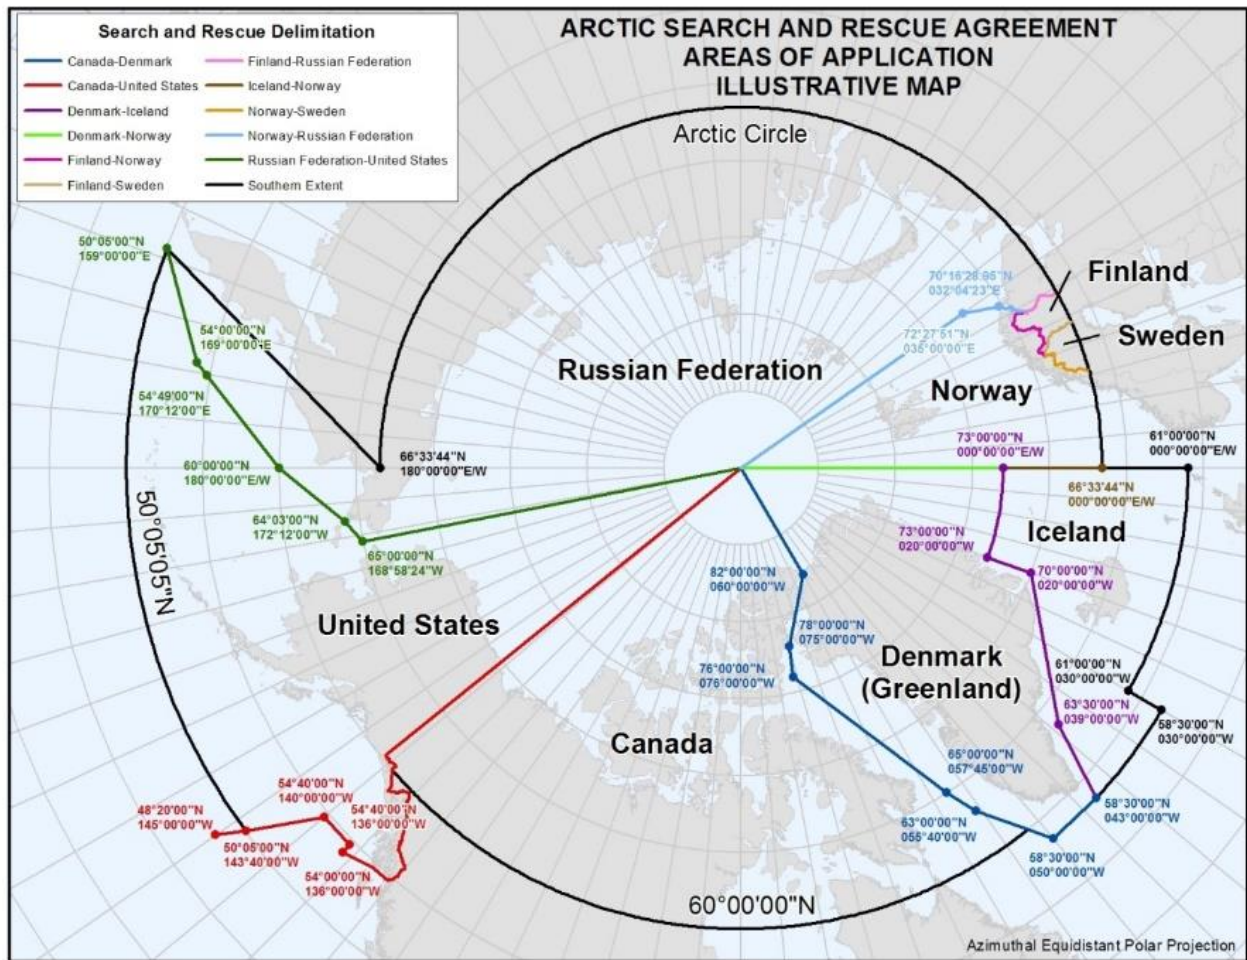 ARCTIC SEARCH AND RESCUE AGREEMENT
AREAS OF APPLICATION
ILLUSTRATIVE MAP
Search and Rescue Delimitation
Canada-Denmark
Canada-United States
Denmark-Iceland
Denmark-Norway
Finland-Norway
Finland-Sweden
Finland-Russian Federation
Iceland-Norway
Norway-Sweden
Norway-Russian Federation
Russian Federation-United States
Southern Extent
Arctic Circle
50°05'00"N
159°00'00"E
54°00'00"N
169°00'00"E
54°49'00"N
170°12'00"E
60°00'00"N
180°00'00"E/W
64°03'00"N
172°12'00"W
65°00'00"N
168°58'24"W
66°33'44"N
180°00'00"E/W
70°16'28.95"N
032°04'23"E
72°27'51"N
035°00'00"E
Finland
Sweden
Norway
Russian Federation
73°00'00"N
000°00'00"E/W
61°00'00"N
000°00'00"E/W
66°33'44"N
000°00'00"E/W
Iceland
73°00'00"N
020°00'00"W
70°00'00"N
020°00'00"W
50°05'05"N
United States
82°00'00"N
060°00'00"W
78°00'00"N
075°00'00"W
76°00'00"N
076°00'00"W
Denmark
(Greenland)
61°00'00"N
030°00'00"W
63°30'00"N
039°00'00"W
58°30'00"N
030°00'00"W
Canada
65°00'00"N
057°45'00"W
63°00'00"N
055°40'00"W
58°30'00"N
043°00'00"W
58°30'00"N
050°00'00"W
54°40'00"N
140°00'00"W
54°40'00"N
136°00'00"W
48°20'00"N
145°00'00"W
50°05'00"N
143°40'00"W
54°00'00"N
136°00'00"W
60°00'00"N
Azimuthal Equidistant Polar Projection